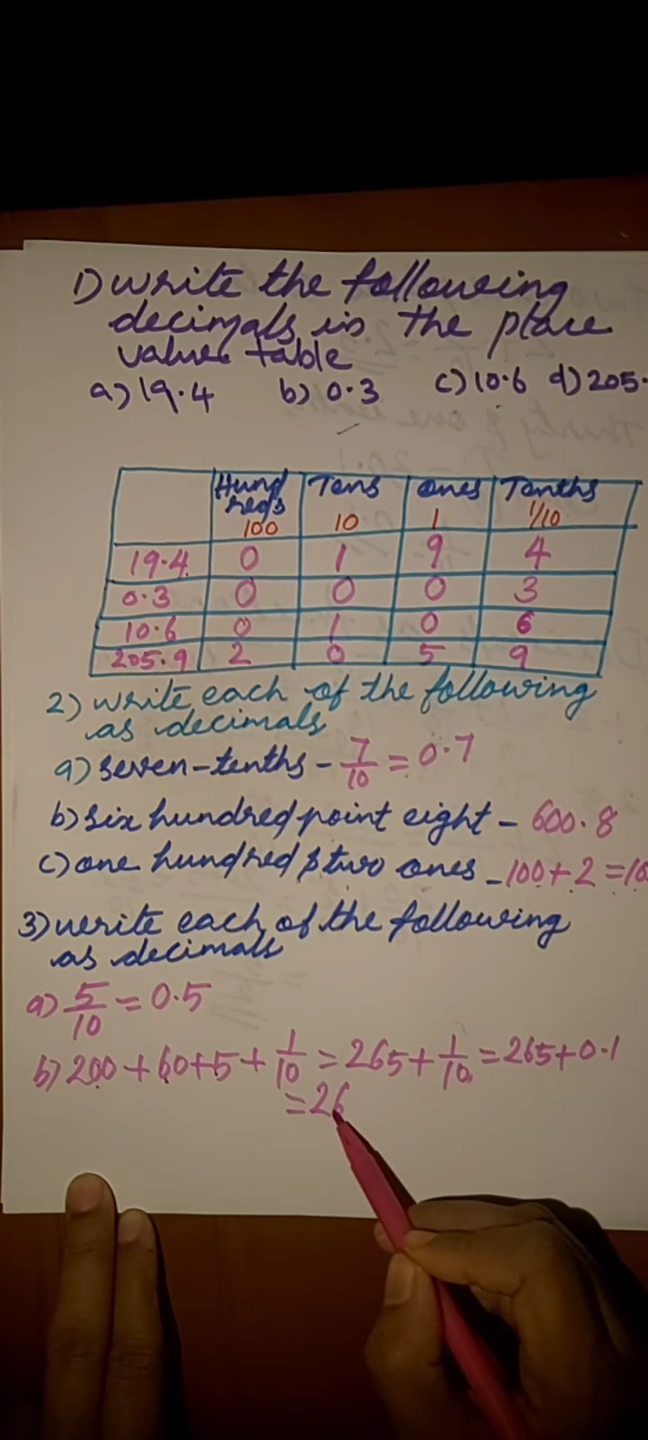 1) write the following
decimals in the place
value table
a) 19.4 b) 0.3 c) 10.6 d) 205.
Hund Tens ones Tenths
reds
100 10 1 1/10
19.4 0 1 9 4
0.3 0 0 0 3
10.6 0 1 0 6
205.9 2 0 5 9
2) write each of the following
as decimals
a) seven-tenths - 7/10 = 0.7
b) six hundred point eight - 600.8
c) one hundred & two ones - 100 + 2 = 10
3) write each of the following
as decimals
a) 5/10 = 0.5
b) 200 + 60 + 5 + 1/10 = 265 + 1/10 = 265 + 0.1
= 26